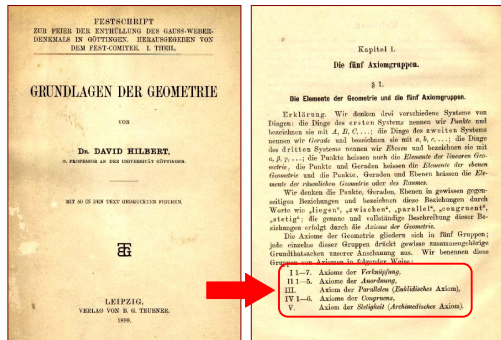 FESTSCHRIFT
ZUR FEIER DER ENTHÜLLUNG DES GAUSS-WEBER-
DENKMALS IN GÖTTINGEN. HERAUSGEGEBEN VON
DEM FEST-COMITEE. I. THEIL.
GRUNDLAGEN DER GEOMETRIE
VON
DR. DAVID HILBERT,
O. PROFESSOR AN DER UNIVERSITÄT GÖTTINGEN.
MIT 50 IN DEN TEXT GEDRUCKTEN FIGUREN.
LEIPZIG,
VERLAG VON B. G. TEUBNER.
1899.
Kapitel I.
Die fünf Axiomgruppen.
§ 1.
Die Elemente der Geometrie und die fünf Axiomgruppen.
Erklärung. Wir denken drei verschiedene Systeme von
Dingen: die Dinge des ersten Systems nennen wir Punkte und
bezeichnen sie mit A, B, C, ...; die Dinge des zweiten Systems
nennen wir Gerade und bezeichnen sie mit a, b, c, ...; die Dinge
des dritten Systems nennen wir Ebenen und bezeichnen sie mit
α, β, γ, ...; die Punkte heissen auch die Elemente der linearen Geo-
metrie, die Punkte und Geraden heissen die Elemente der ebenen
Geometrie und die Punkte, Geraden und Ebenen heissen die Ele-
mente der räumlichen Geometrie oder des Raumes.
Wir denken die Punkte, Geraden, Ebenen in gewissen gegen-
seitigen Beziehungen und bezeichnen diese Beziehungen durch
Worte wie „liegen", „zwischen", „parallel", „congruent",
„stetig"; die genaue und vollständige Beschreibung dieser Be-
ziehungen erfolgt durch die Axiome der Geometrie.
Die Axiome der Geometrie gliedern sich in fünf Gruppen;
jede einzelne dieser Gruppen drückt gewisse zusammengehörige
Grundthatsachen unserer Anschauung aus. Wir benennen diese
Gruppen von Axiomen in folgender Weise:
I 1—7. Axiome der Verknüpfung,
II 1—5. Axiome der Anordnung,
III. Axiom der Parallelen (Euklidisches Axiom),
IV 1—6. Axiome der Congruenz,
V. Axiom der Stetigkeit (Archimedisches Axiom).